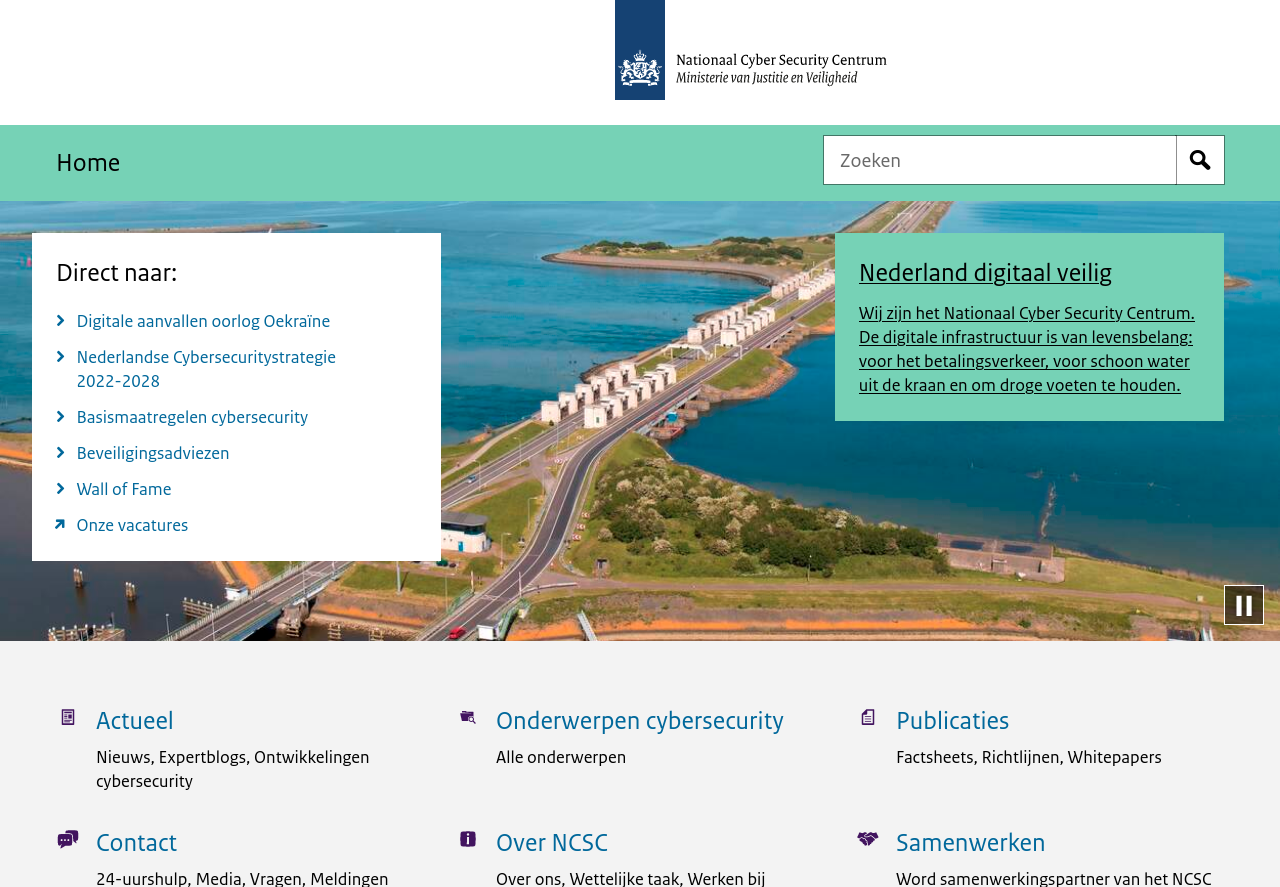 Nationaal Cyber Security Centrum
Ministerie van Justitie en Veiligheid
Home
Zoeken
Direct naar:
Digitale aanvallen oorlog Oekraïne
Nederlandse Cybersecuritystrategie
2022-2028
Basismaatregelen cybersecurity
Beveiligingsadviezen
Wall of Fame
Onze vacatures
Nederland digitaal veilig
Wij zijn het Nationaal Cyber Security Centrum.
De digitale infrastructuur is van levensbelang:
voor het betalingsverkeer, voor schoon water
uit de kraan en om droge voeten te houden.
Actueel
Nieuws, Expertblogs, Ontwikkelingen
cybersecurity
Onderwerpen cybersecurity
Alle onderwerpen
Publicaties
Factsheets, Richtlijnen, Whitepapers
Contact
24-uurshulp, Media, Vragen, Meldingen
Over NCSC
Over ons, Wettelijke taak, Werken bij
Samenwerken
Word samenwerkingspartner van het NCSC